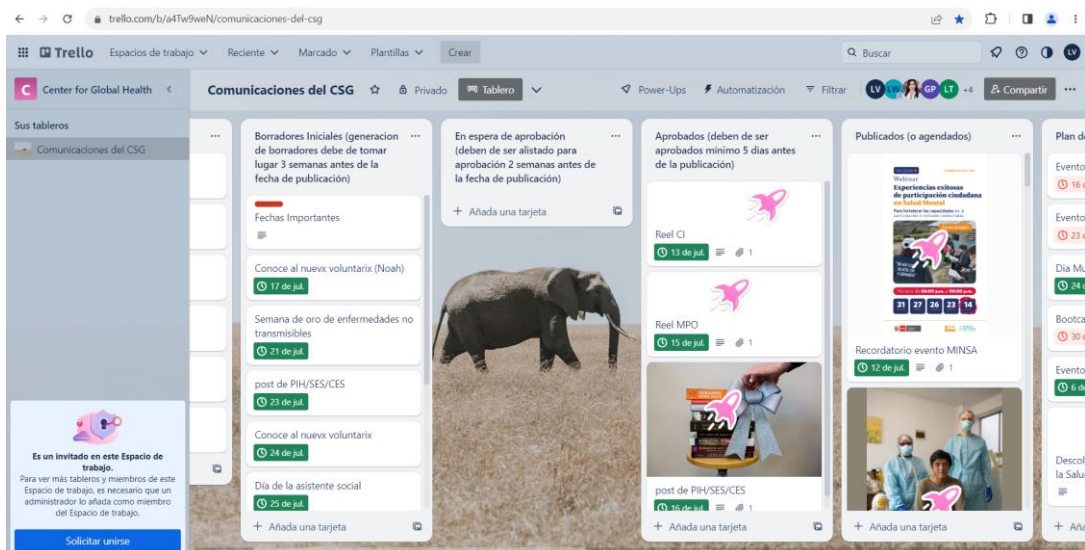 trello.com/b/a4Tw9weN/comunicaciones-del-csg
Trello Espacios de trabajo Reciente Marcado Plantillas Crear Buscar LV
C Center for Global Health Comunicaciones del CSG Privado Tablero Power-Ups Automatización Filtrar LV LW GP LT +4 Compartir
Sus tableros
Comunicaciones del CSG
Es un invitado en este Espacio de
trabajo.
Para ver más tableros y miembros de este
Espacio de trabajo, es necesario que un
administrador lo añada como miembro
del Espacio de trabajo.
Solicitar unirse
Borradores Iniciales (generacion
de borradores debe de tomar
lugar 3 semanas antes de la
fecha de publicación)
Fechas Importantes
Conoce al nuevx voluntarix (Noah)
17 de jul.
Semana de oro de enfermedades no
transmisibles
21 de jul.
post de PIH/SES/CES
23 de jul.
Conoce al nuevx voluntarix
24 de jul.
Día de la asistente social
25 de jul.
+ Añada una tarjeta
En espera de aprobación
(deben de ser alistado para
aprobación 2 semanas antes de
la fecha de publicación)
+ Añada una tarjeta
Aprobados (deben de ser
aprobados mínimo 5 dias antes
de la publicación)
Reel CI
13 de jul. 1
Reel MPO
15 de jul. 1
post de PIH/SES/CES
16 de jul. 1
+ Añada una tarjeta
Publicados (o agendados)
Webinar
Experiencias exitosas
de participación ciudadana
en Salud Mental
31 27 26 23 14
Recordatorio evento MINSA
12 de jul. 1
+ Añada una tarjeta
Plan d
Evento
16
Evento
23
Dia Mu
24
Bootca
30
Evento
6 d
Descol
la Salu
+ Aña